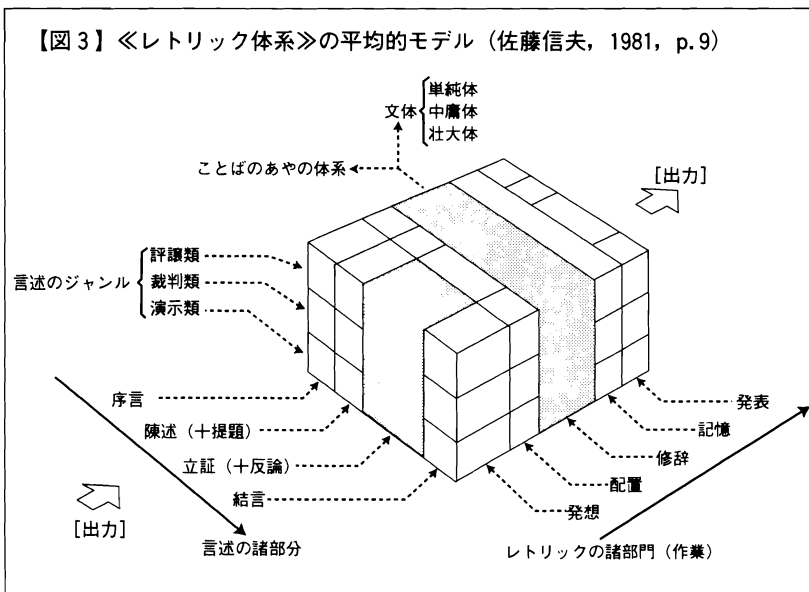 【図3】≪レトリック体系≫の平均的モデル（佐藤信夫，1981，p.9）
文体
単純体
中庸体
壮大体
ことばのあやの体系
[出力]
言述のジャンル
評議類
裁判類
演示類
序言
陳述（＋提題）
立証（＋反論）
結言
[出力]
言述の諸部分
発表
記憶
修辞
配置
発想
レトリックの諸部門（作業）